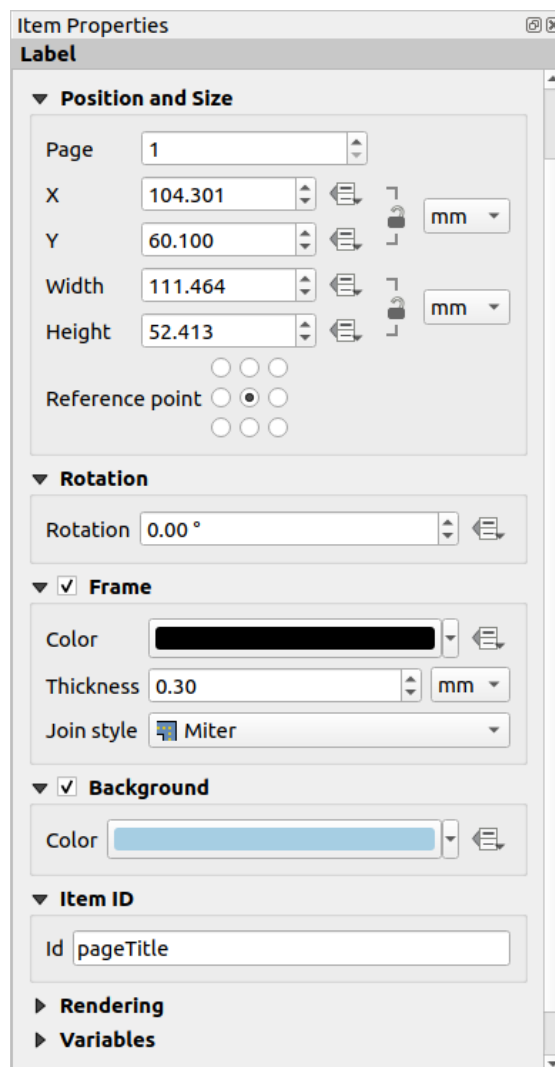 Item Properties
Label
Position and Size
Page 1
X 104.301
mm
Y 60.100
Width 111.464
mm
Height 52.413
Reference point
Rotation
Rotation 0.00 °
Frame
Color
Thickness 0.30 mm
Join style Miter
Background
Color
Item ID
Id pageTitle
Rendering
Variables